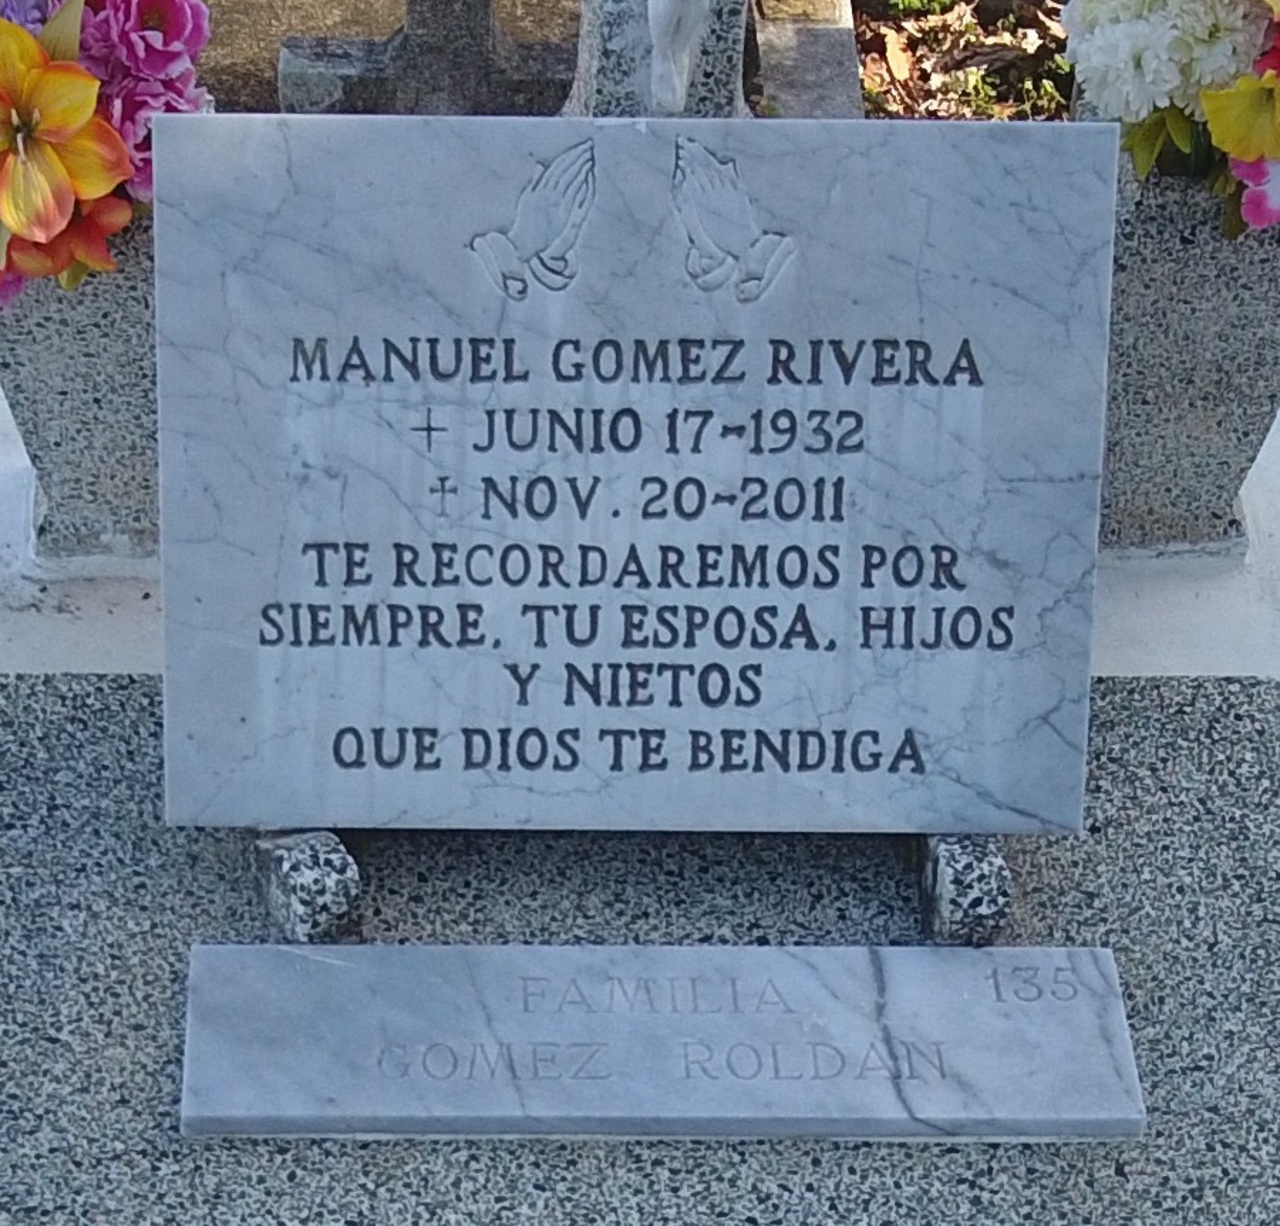 MANUEL GOMEZ RIVERA
+ JUNIO 17-1932
† NOV. 20-2011
TE RECORDAREMOS POR
SIEMPRE, TU ESPOSA, HIJOS
Y NIETOS
QUE DIOS TE BENDIGA
FAMILIA 135
GOMEZ ROLDAN